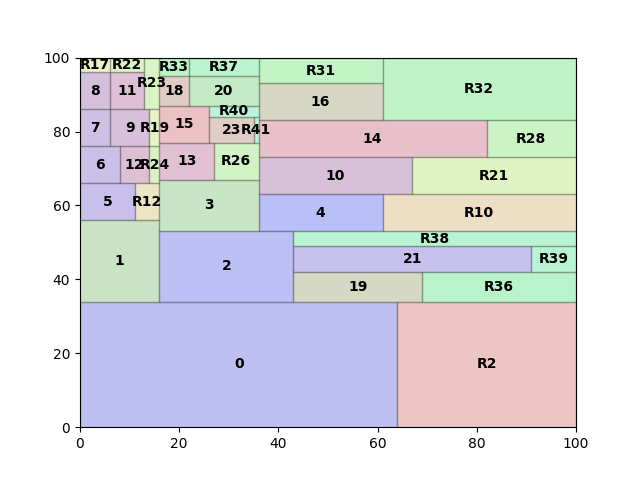 100
R17 R22 R33 R37
R31
R23
R32
8 11 18 20
16
R40
80
7 9 R19 15 23 R41
14 R28
6 12 R24 13 R26
10 R21
60
5 R12 3
4 R10
R38
1 2
21 R39
40
19 R36
20
0 R2
0
0 20 40 60 80 100